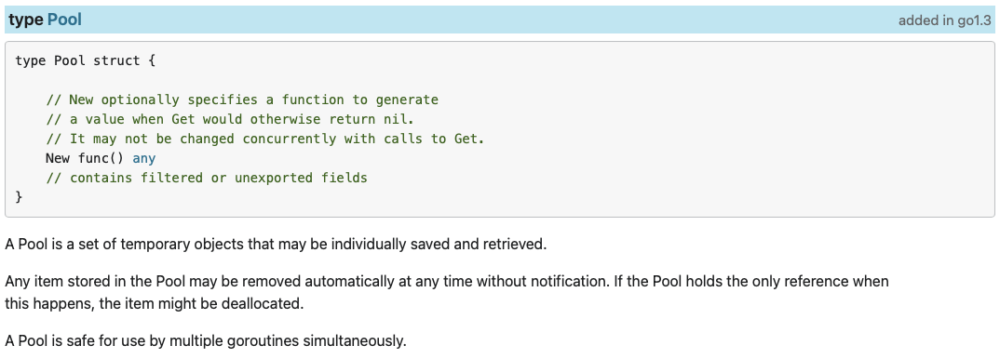 type Pool added in go1.3
type Pool struct {
// New optionally specifies a function to generate
// a value when Get would otherwise return nil.
// It may not be changed concurrently with calls to Get.
New func() any
// contains filtered or unexported fields
}
A Pool is a set of temporary objects that may be individually saved and retrieved.
Any item stored in the Pool may be removed automatically at any time without notification. If the Pool holds the only reference when
this happens, the item might be deallocated.
A Pool is safe for use by multiple goroutines simultaneously.